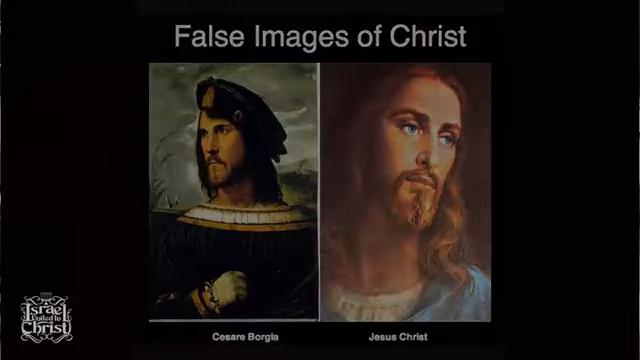 False Images of Christ
Cesare Borgia
Jesus Christ
Israel
United in
Christ